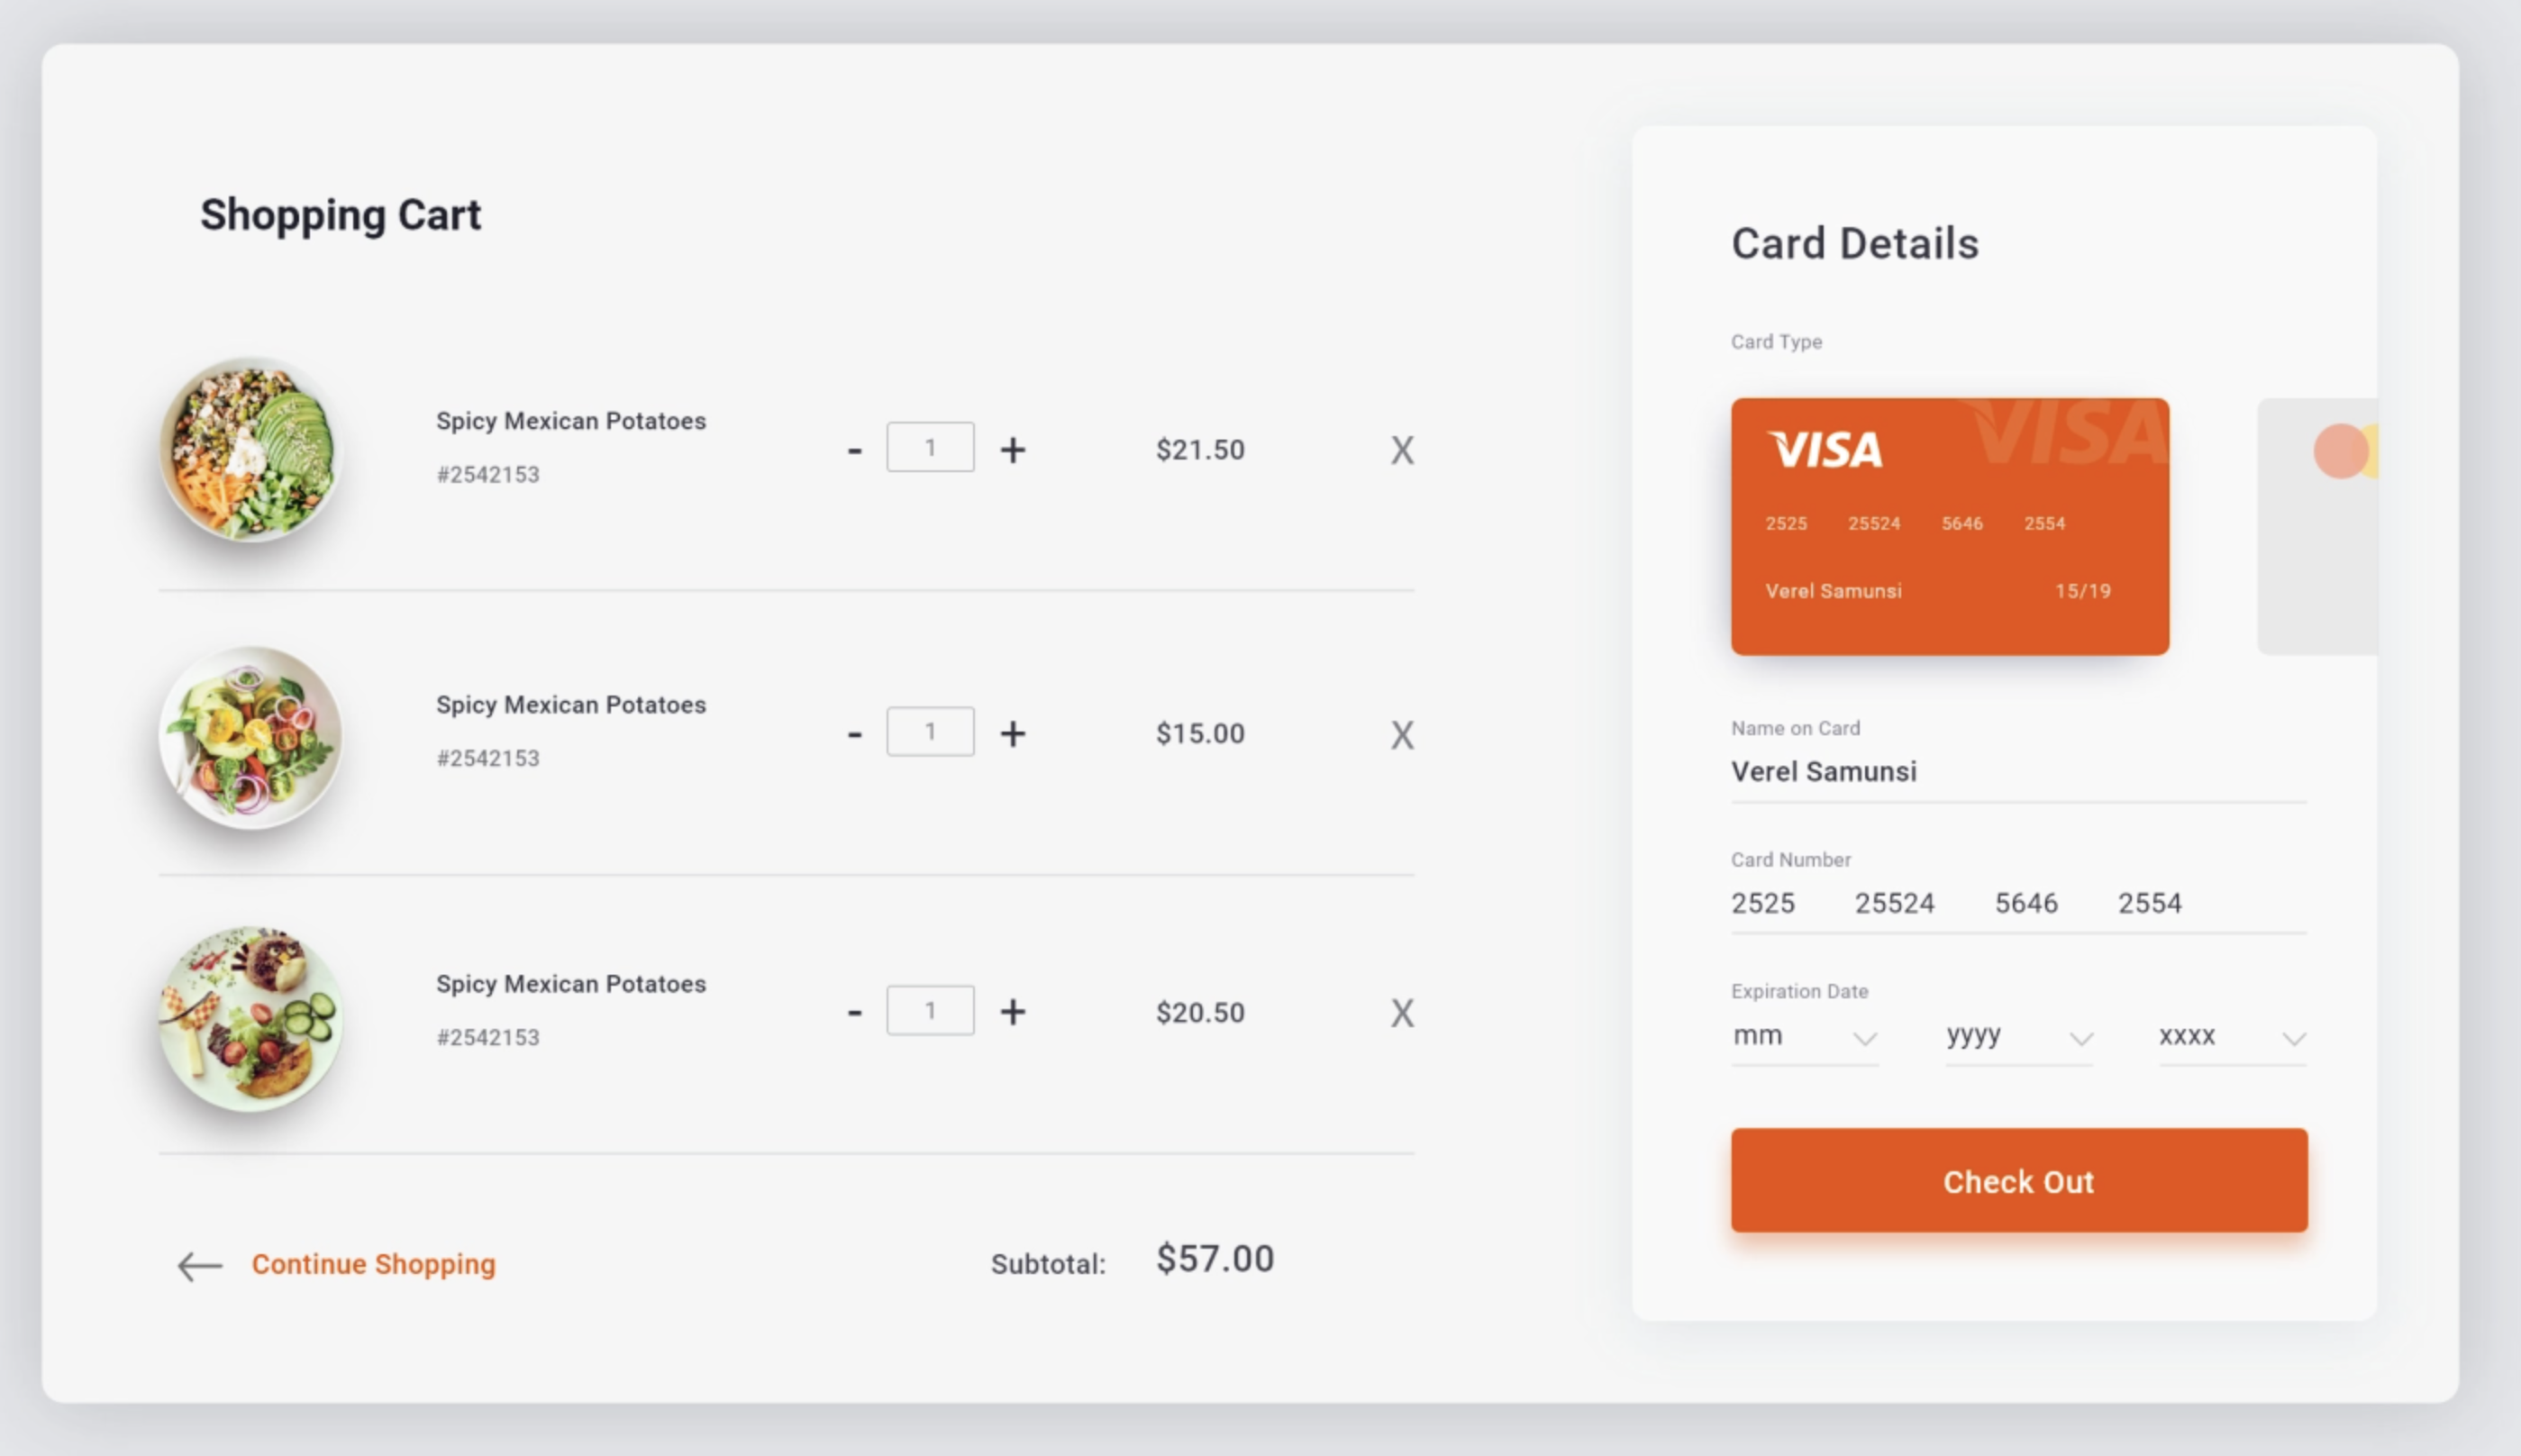 Shopping Cart
Spicy Mexican Potatoes
#2542153
- 1 + $21.50 X
Spicy Mexican Potatoes
#2542153
- 1 + $15.00 X
Spicy Mexican Potatoes
#2542153
- 1 + $20.50 X
Continue Shopping
Subtotal: $57.00
Card Details
Card Type
VISA
VISA
2525 25524 5646 2554
Verel Samunsi 15/19
Name on Card
Verel Samunsi
Card Number
2525 25524 5646 2554
Expiration Date
mm yyyy xxxx
Check Out